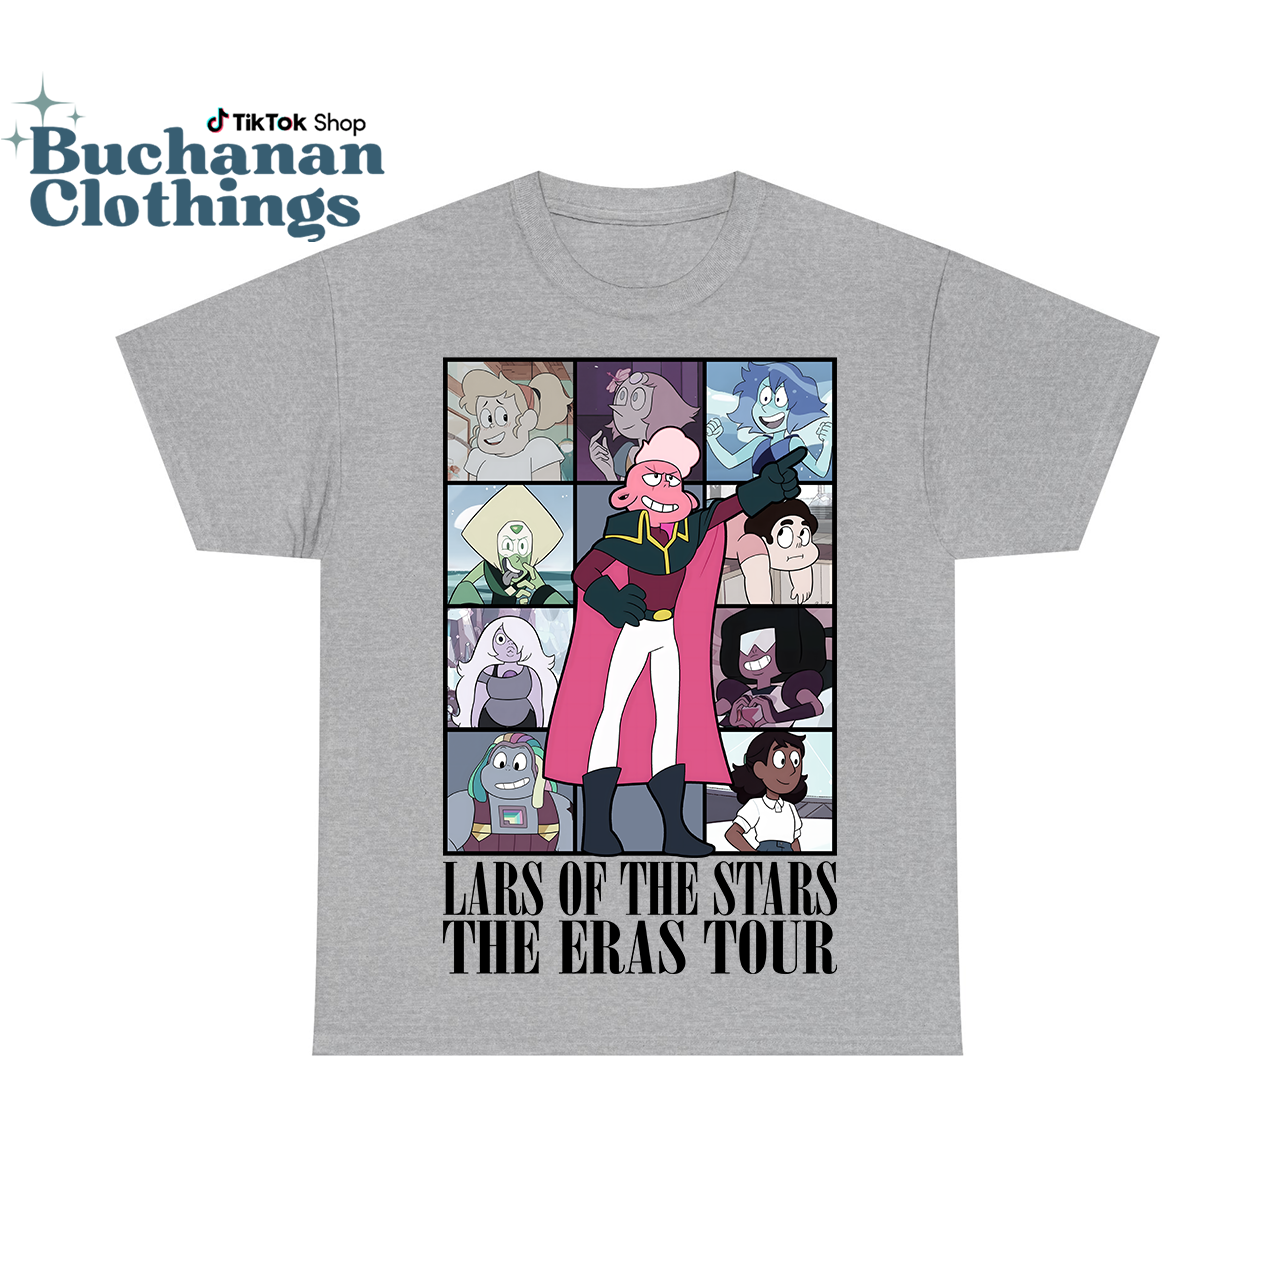 TikTok Shop
Buchanan
Clothings
LARS OF THE STARS
THE ERAS TOUR